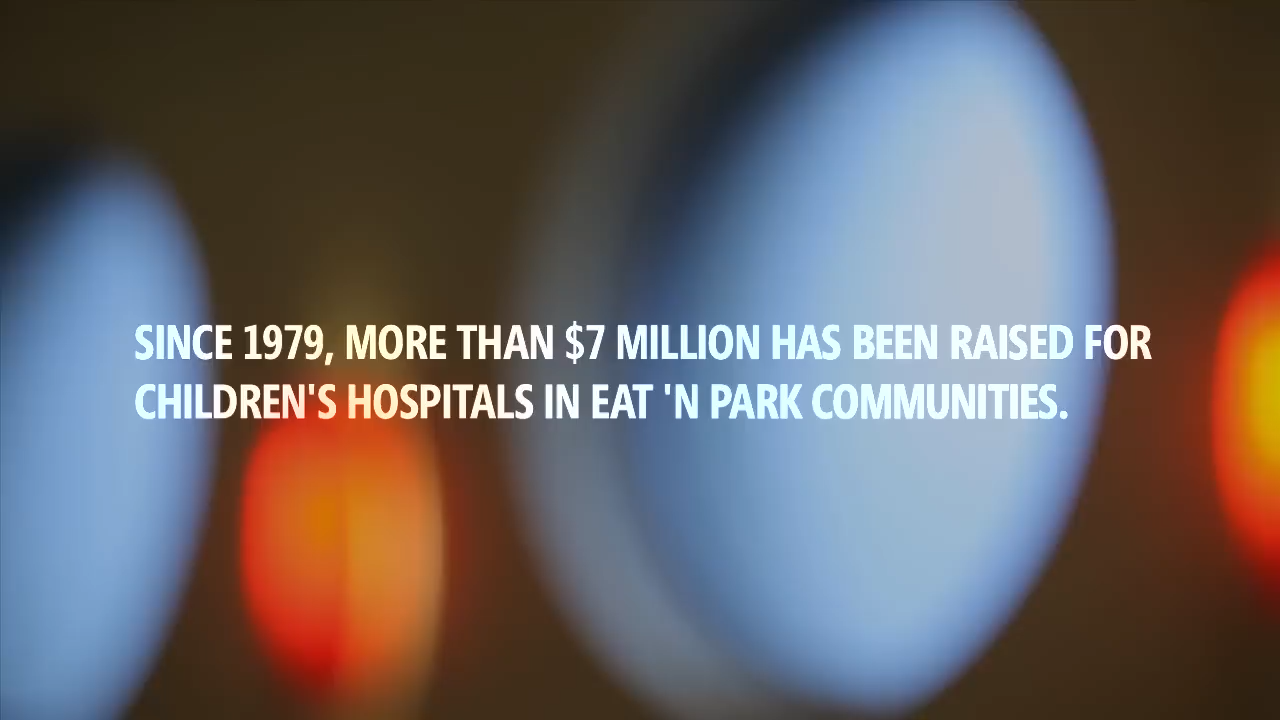 SINCE 1979, MORE THAN $7 MILLION HAS BEEN RAISED FOR
CHILDREN'S HOSPITALS IN EAT 'N PARK COMMUNITIES.